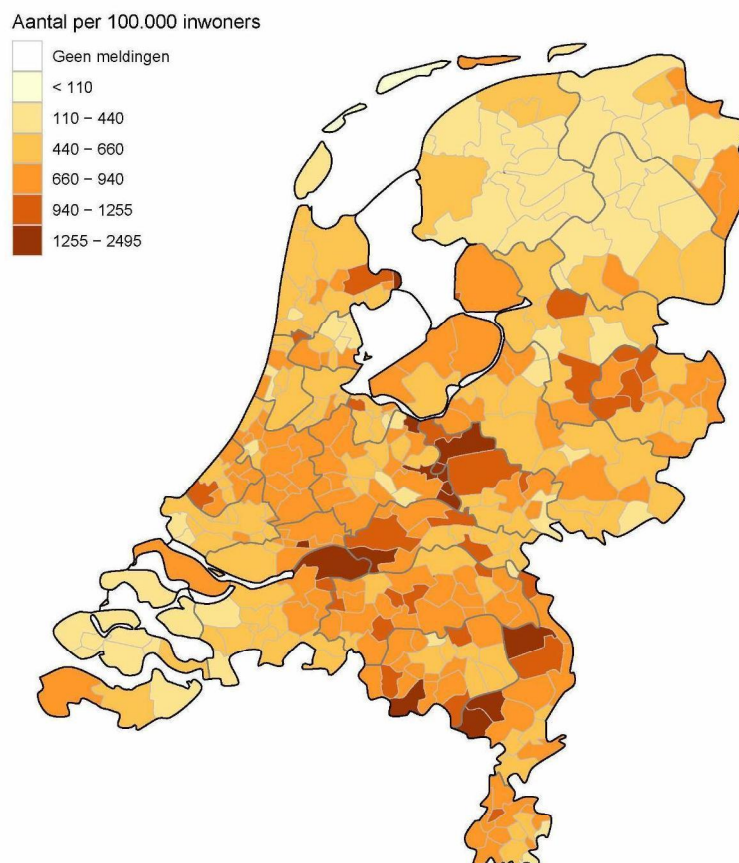 Aantal per 100.000 inwoners
Geen meldingen
< 110
110 − 440
440 − 660
660 − 940
940 − 1255
1255 − 2495